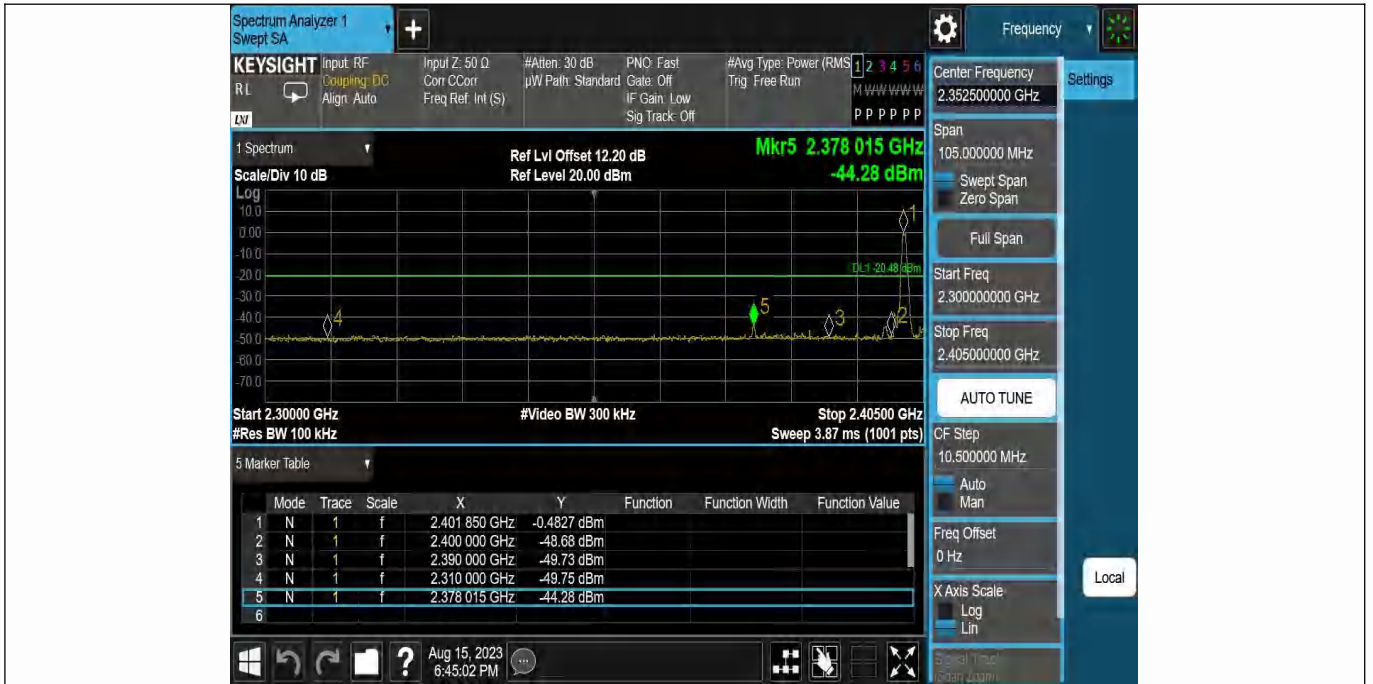 Spectrum Analyzer 1
Swept SA
+
Frequency
KEYSIGHT
RL
LXI
Input: RF
Coupling: DC
Align: Auto
Input Z: 50 Ω
Corr CCorr
Freq Ref: Int (S)
#Atten: 30 dB
µW Path: Standard
PNO: Fast
Gate: Off
IF Gain: Low
Sig Track: Off
#Avg Type: Power (RMS
Trig: Free Run
1 2 3 4 5 6
M W W W W W
P P P P P P
1 Spectrum
Scale/Div 10 dB
Ref Lvl Offset 12.20 dB
Ref Level 20.00 dBm
Mkr5 2.378 015 GHz
-44.28 dBm
Log
10.0
0.00
-10.0
-20.0
-30.0
-40.0
-50.0
-60.0
-70.0
1
DL1 -20.48 dBm
5
4
3
2
Start 2.30000 GHz
#Res BW 100 kHz
#Video BW 300 kHz
Stop 2.40500 GHz
Sweep 3.87 ms (1001 pts)
5 Marker Table
Mode Trace Scale X Y Function Function Width Function Value
1 N 1 f 2.401 850 GHz -0.4827 dBm
2 N 1 f 2.400 000 GHz -48.68 dBm
3 N 1 f 2.390 000 GHz -49.73 dBm
4 N 1 f 2.310 000 GHz -49.75 dBm
5 N 1 f 2.378 015 GHz -44.28 dBm
6
Aug 15, 2023
6:45:02 PM
Center Frequency
2.352500000 GHz
Settings
Span
105.000000 MHz
Swept Span
Zero Span
Full Span
Start Freq
2.300000000 GHz
Stop Freq
2.405000000 GHz
AUTO TUNE
CF Step
10.500000 MHz
Auto
Man
Freq Offset
0 Hz
X Axis Scale
Log
Lin
Local
Signal Track
(Span Zoom)